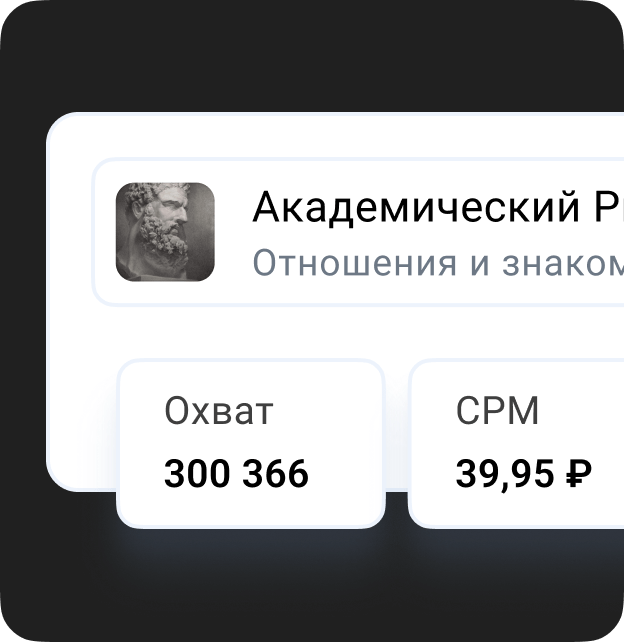 Академический
Отношения и
Охват
300 366
CPM
39,95 ₽